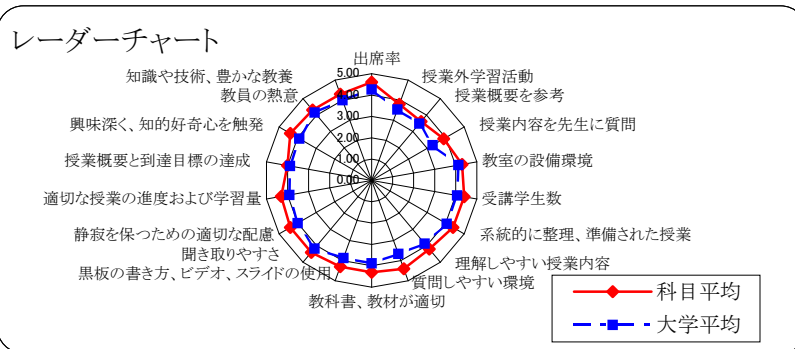 レーダーチャート
出席率
授業外学習活動
授業概要を参考
授業内容を先生に質問
教室の設備環境
受講学生数
系統的に整理、準備された授業
理解しやすい授業内容
質問しやすい環境
教科書、教材が適切
黒板の書き方、ビデオ、スライドの使用
聞き取りやすさ
静寂を保つための適切な配慮
適切な授業の進度および学習量
授業概要と到達目標の達成
興味深く、知的好奇心を触発
教員の熱意
知識や技術、豊かな教養
5.00
4.00
3.00
2.00
1.00
0.00
科目平均
大学平均